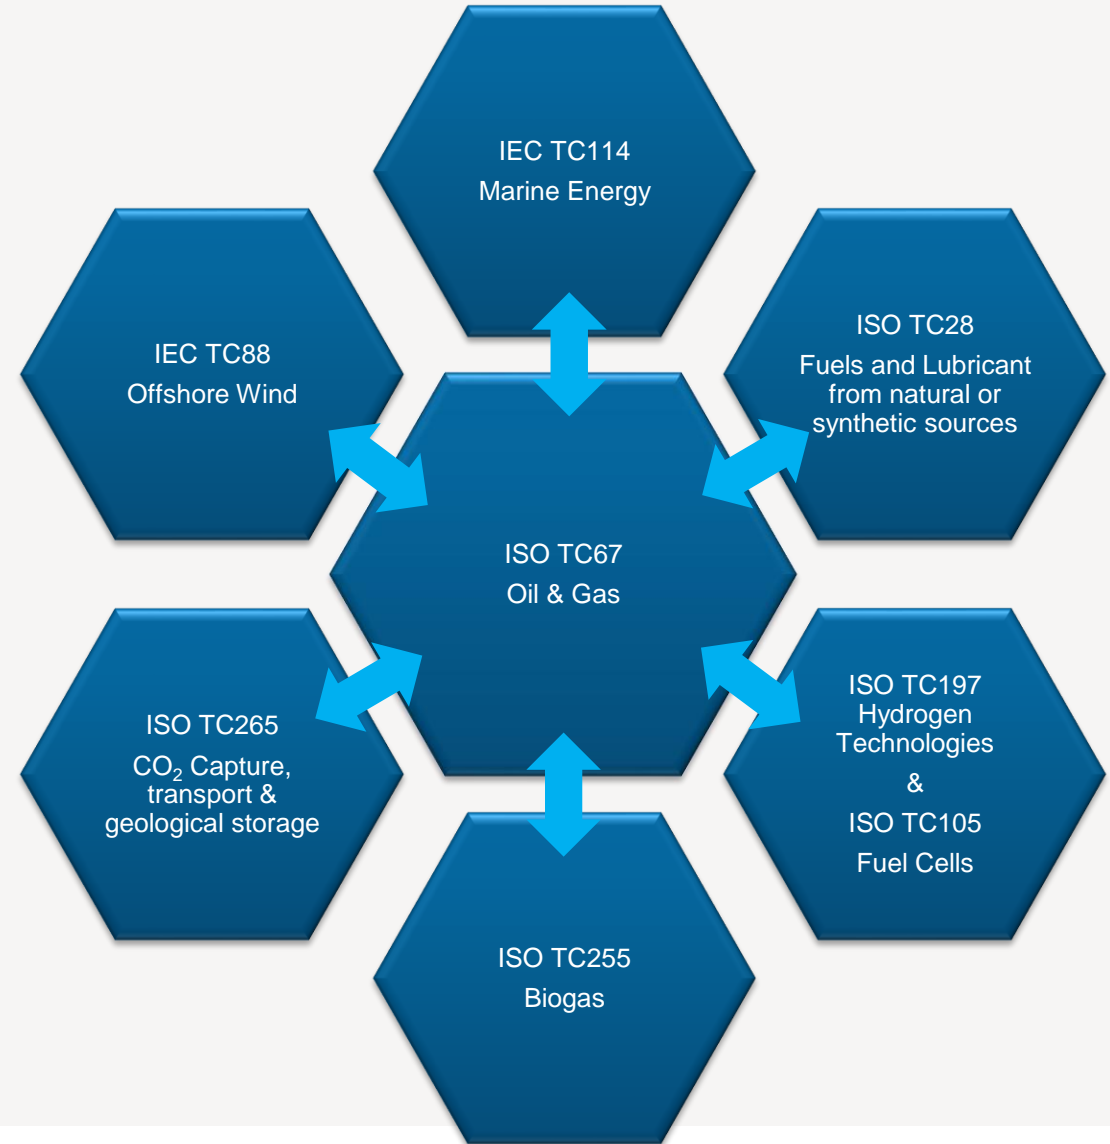 IEC TC114
Marine Energy
IEC TC88
Offshore Wind
ISO TC28
Fuels and Lubricant
from natural or
synthetic sources
ISO TC67
Oil & Gas
ISO TC265
CO₂ Capture,
transport &
geological storage
ISO TC197
Hydrogen
Technologies
&
ISO TC105
Fuel Cells
ISO TC255
Biogas